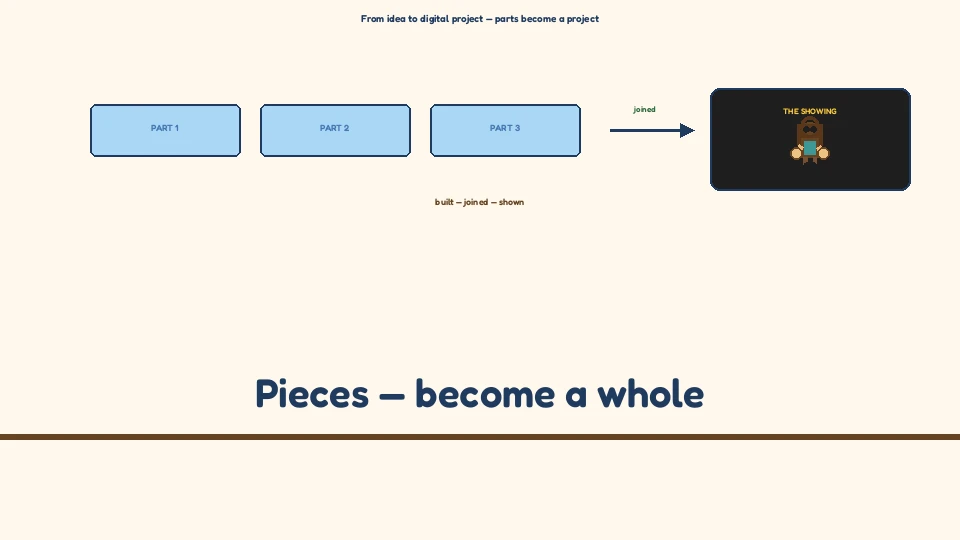 From idea to digital project — parts become a project
PART 1
PART 2
PART 3
joined
THE SHOWING
built — joined — shown
Pieces — become a whole